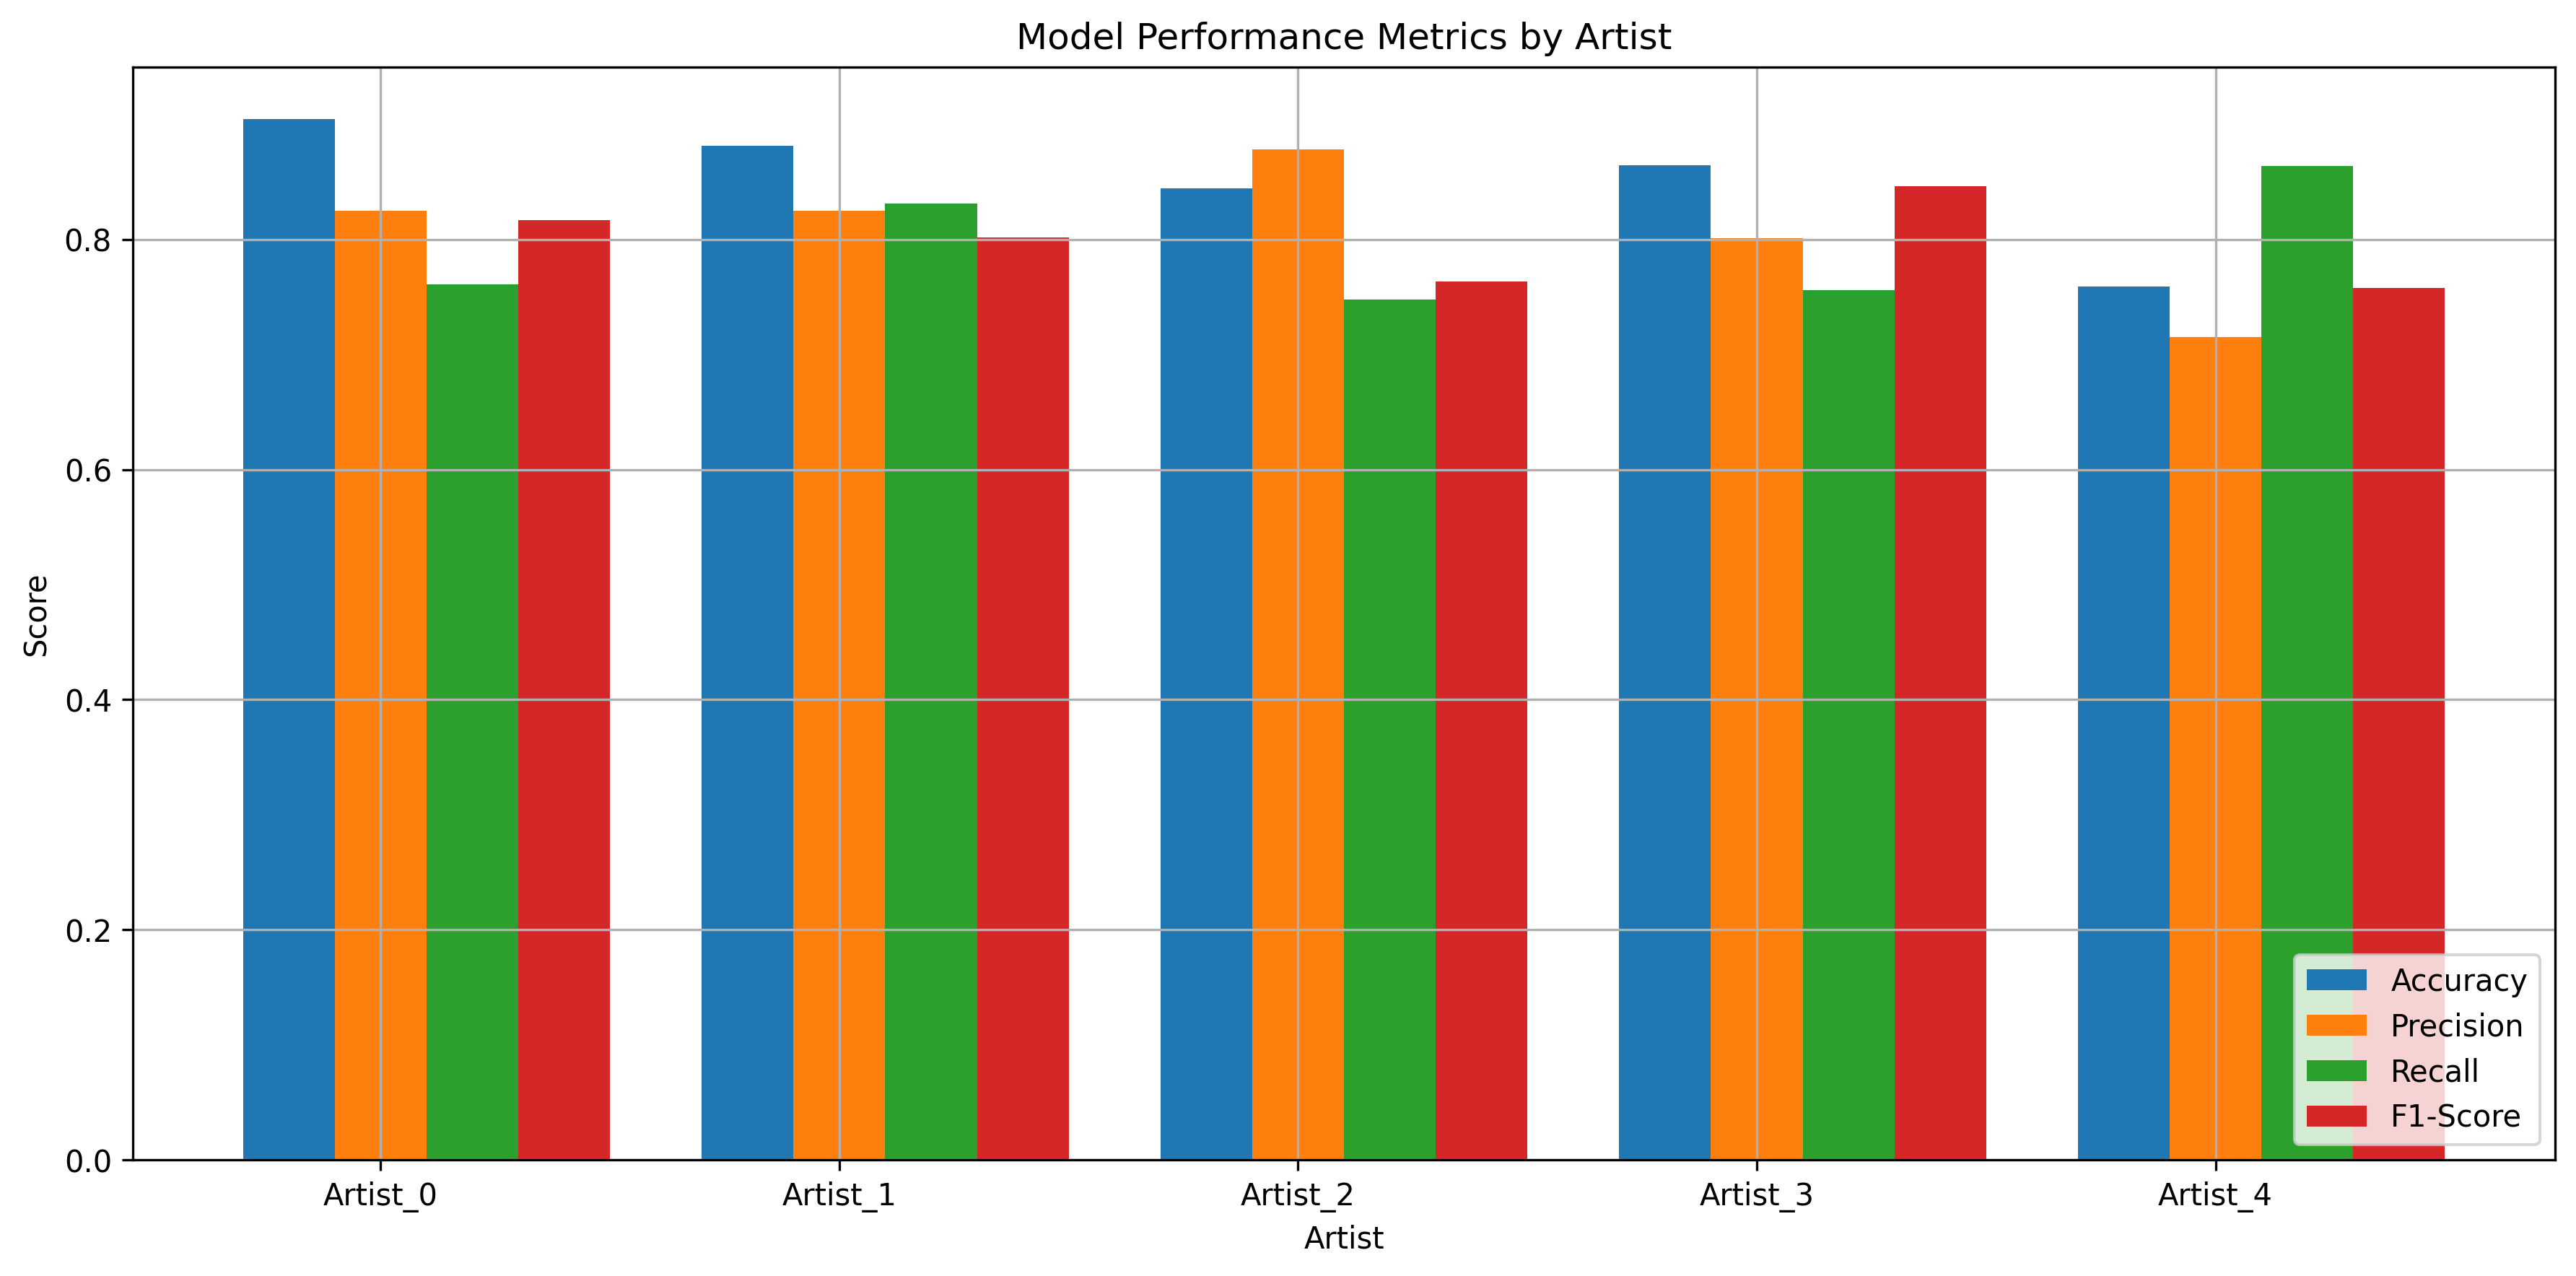 Model Performance Metrics by Artist
Score
0.8
0.6
0.4
0.2
0.0
Accuracy
Precision
Recall
F1-Score
Artist_0 Artist_1 Artist_2 Artist_3 Artist_4
Artist